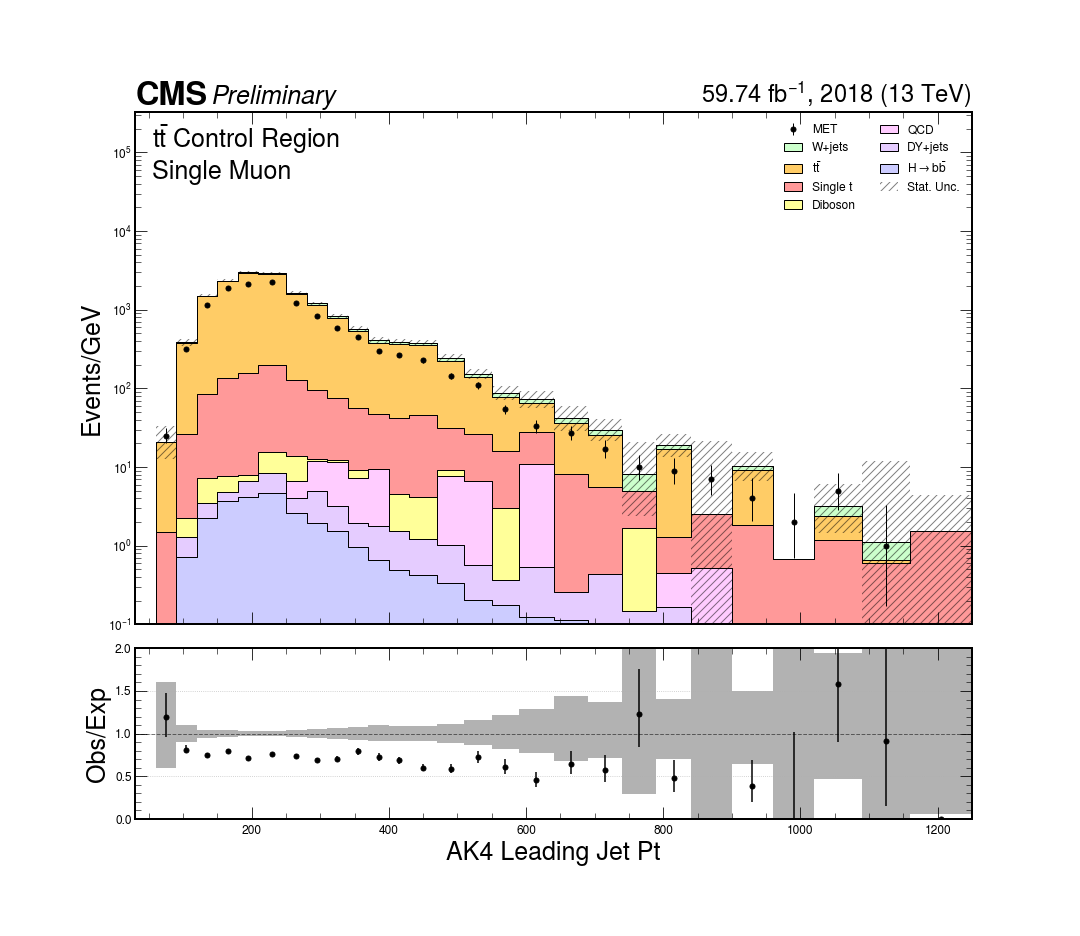 CMS Preliminary 59.74 fb⁻¹, 2018 (13 TeV)
tt̄ Control Region
Single Muon
MET
W+jets
tt̄
Single t
Diboson
QCD
DY+jets
H→bb̄
Stat. Unc.
Events/GeV
10⁵
10⁴
10³
10²
10¹
10⁰
10⁻¹
Obs/Exp
2.0
1.5
1.0
0.5
0.0
200 400 600 800 1000 1200
AK4 Leading Jet Pt